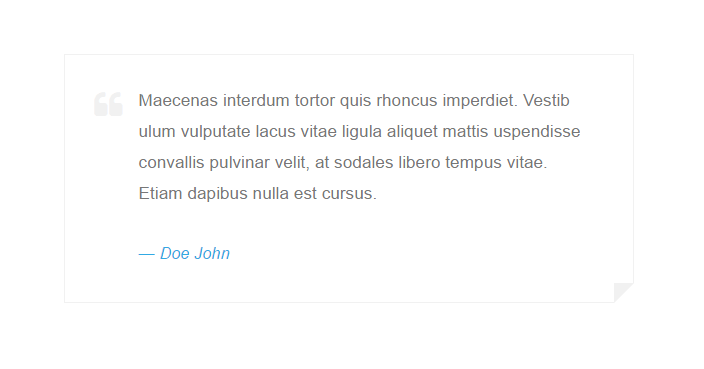 Maecenas interdum tortor quis rhoncus imperdiet. Vestib
ulum vulputate lacus vitae ligula aliquet mattis uspendisse
convallis pulvinar velit, at sodales libero tempus vitae.
Etiam dapibus nulla est cursus.
— Doe John